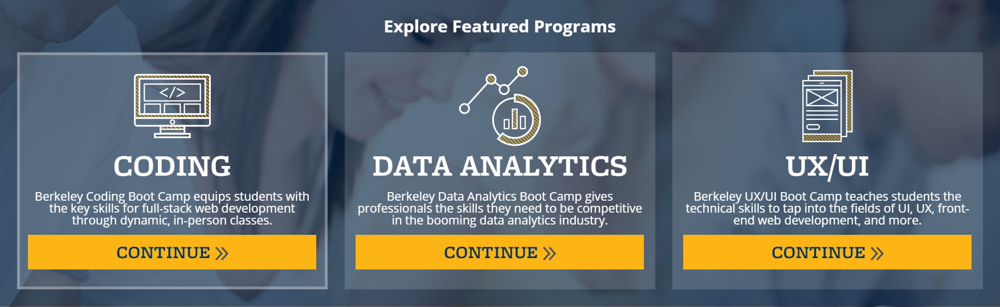 Explore Featured Programs
</>
CODING
Berkeley Coding Boot Camp equips students with
the key skills for full-stack web development
through dynamic, in-person classes.
CONTINUE
DATA ANALYTICS
Berkeley Data Analytics Boot Camp gives
professionals the skills they need to be competitive
in the booming data analytics industry.
CONTINUE
UX/UI
Berkeley UX/UI Boot Camp teaches students the
technical skills to tap into the fields of UI, UX, front-
end web development, and more.
CONTINUE